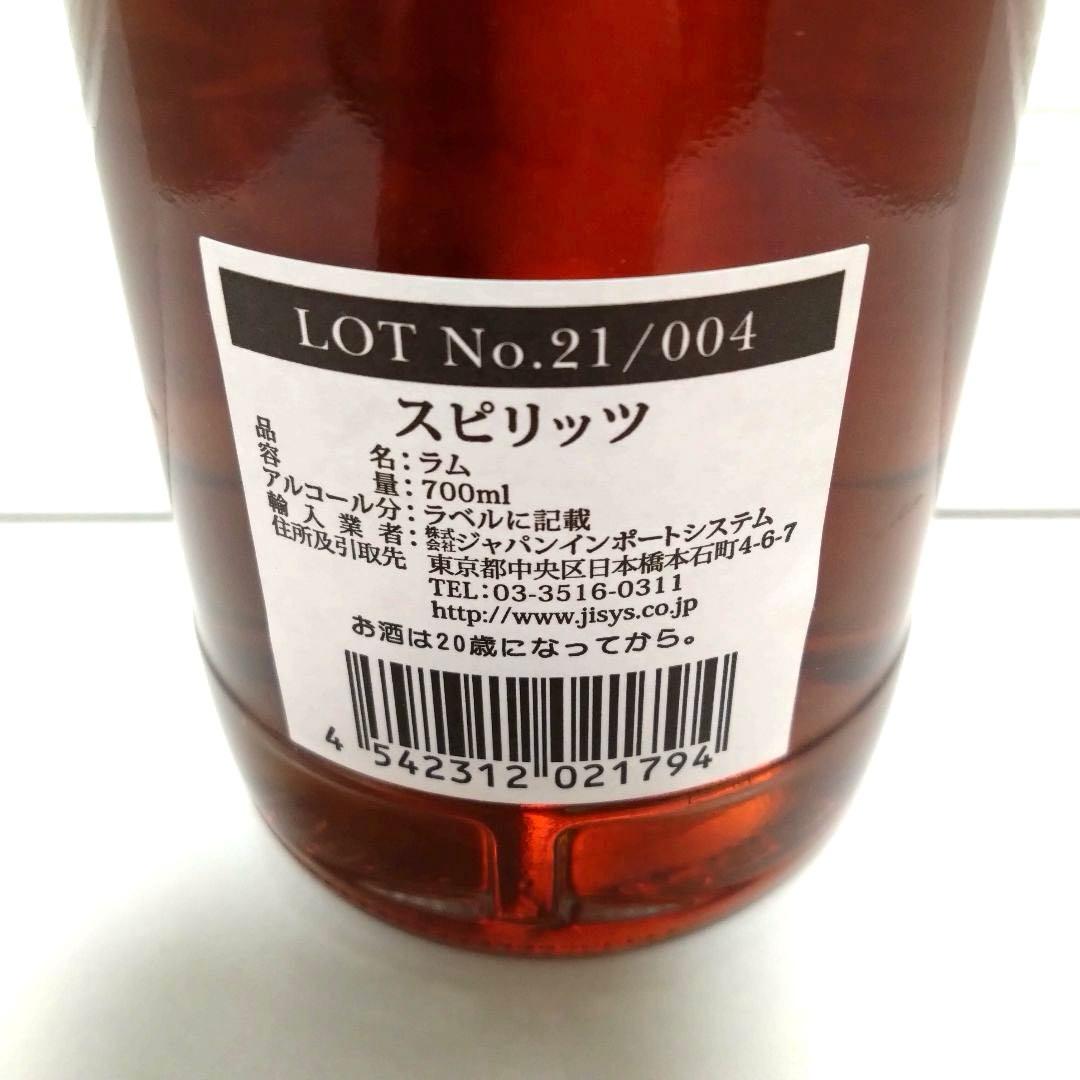 LOT No.21/004
スピリッツ
品名:ラム
容量:700ml
アルコール分:ラベルに記載
輸入業者:株式会社ジャパンインポートシステム
住所及引取先 東京都中央区日本橋本石町4-6-7
TEL:03-3516-0311
http://www.jisys.co.jp
お酒は20歳になってから。
4 542312 021794